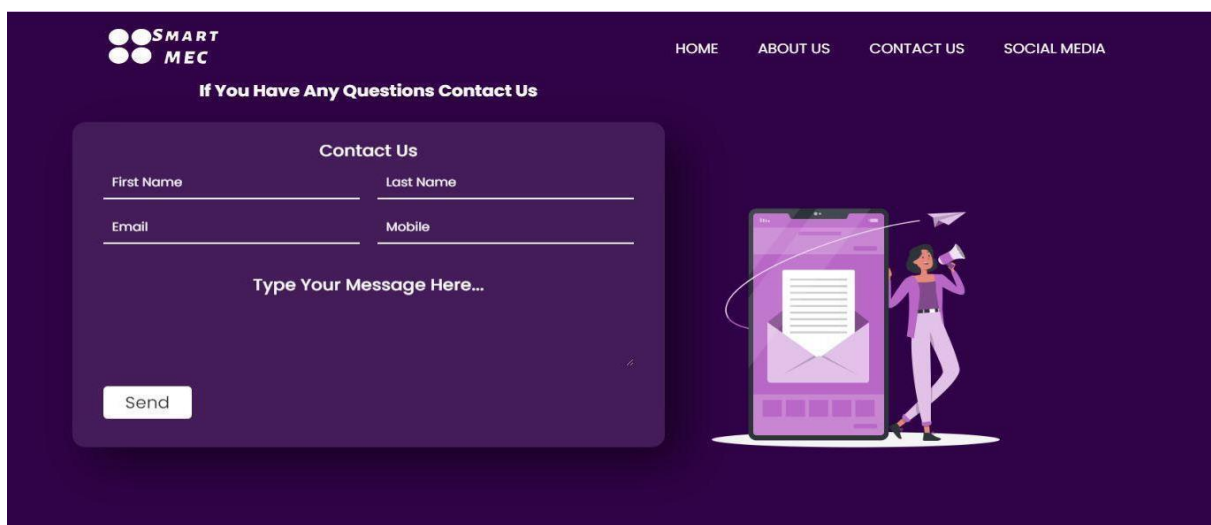 SMART
MEC
HOME ABOUT US CONTACT US SOCIAL MEDIA
If You Have Any Questions Contact Us
Contact Us
First Name Last Name
Email Mobile
Type Your Message Here...
Send